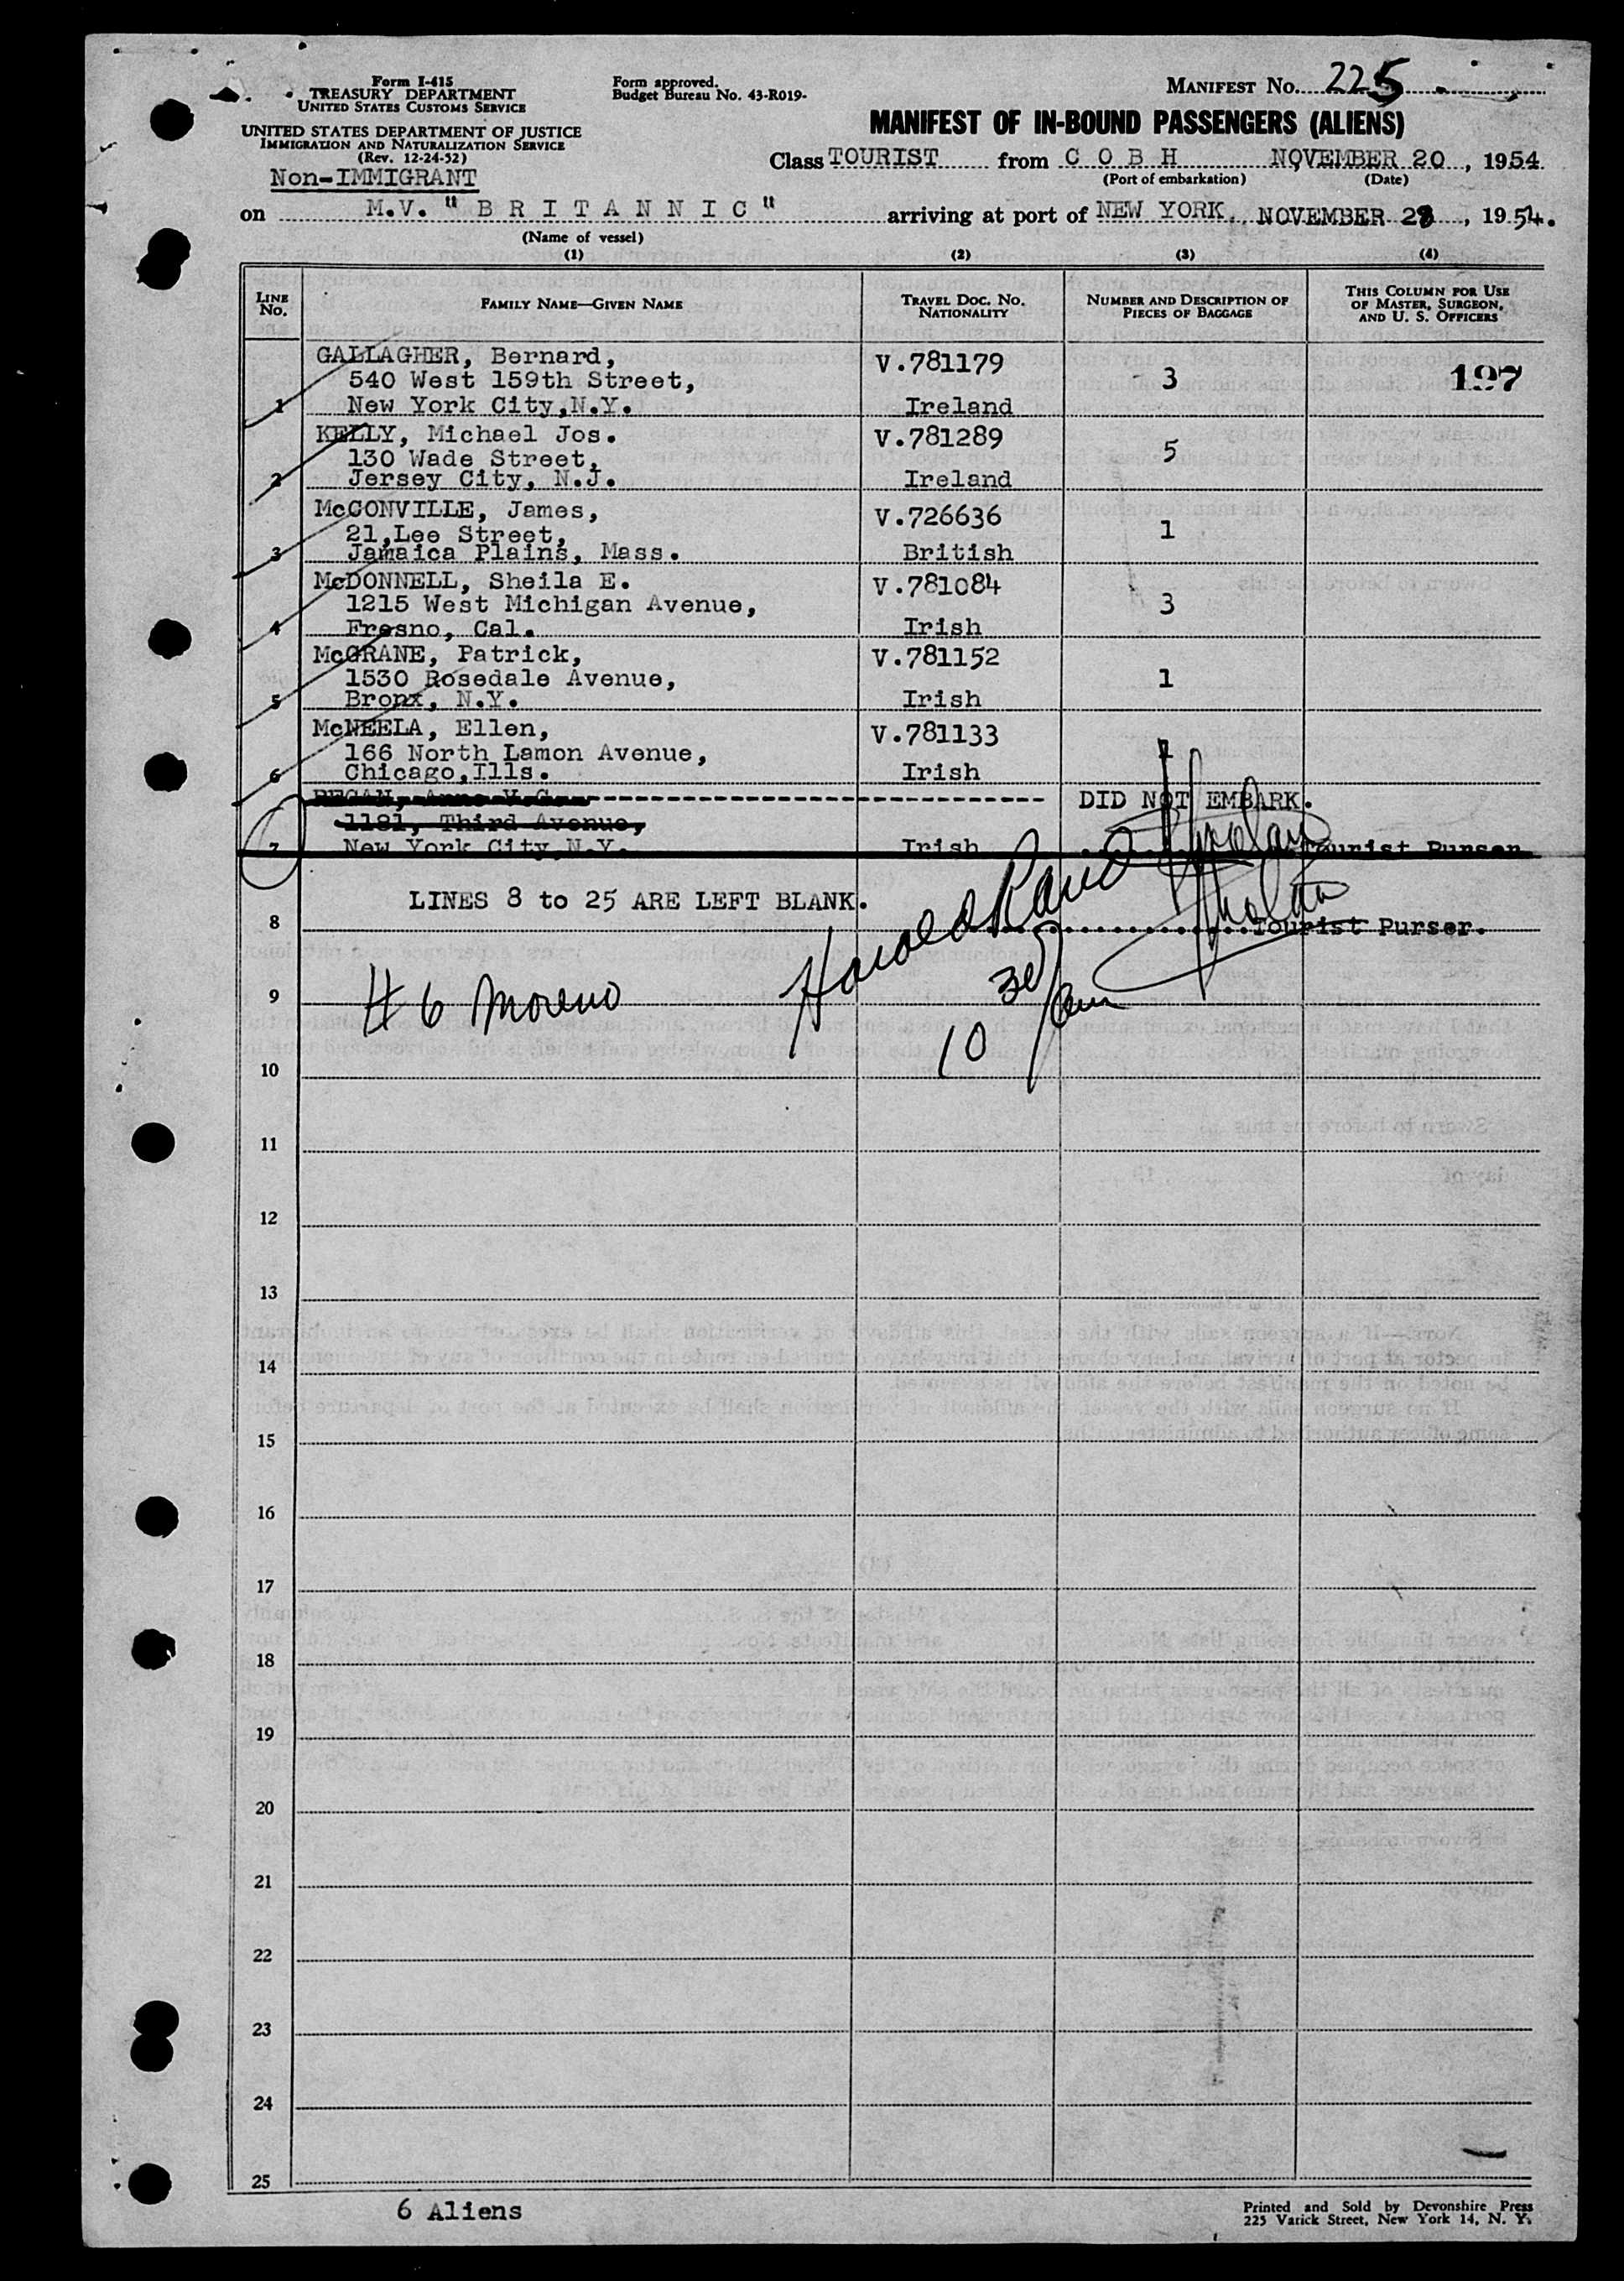 Form I-415
TREASURY DEPARTMENT
UNITED STATES CUSTOMS SERVICE
UNITED STATES DEPARTMENT OF JUSTICE
IMMIGRATION AND NATURALIZATION SERVICE
(Rev. 12-24-52)
Non-IMMIGRANT
Form approved.
Budget Bureau No. 43-R019-
MANIFEST No. 225
MANIFEST OF IN-BOUND PASSENGERS (ALIENS)
Class TOURIST from C O B H NOVEMBER 20, 1954
(Port of embarkation) (Date)
on M.V. "B R I T A N N I C" arriving at port of NEW YORK, NOVEMBER 28, 1954.
(Name of vessel)
(1) (2) (3) (4)
LINE No. FAMILY NAME—GIVEN NAME TRAVEL DOC. NO. NATIONALITY NUMBER AND DESCRIPTION OF PIECES OF BAGGAGE THIS COLUMN FOR USE OF MASTER, SURGEON, AND U. S. OFFICERS
GALLAGHER, Bernard, V.781179
540 West 159th Street, 3 197
1 New York City,N.Y. Ireland
KELLY, Michael Jos. V.781289
130 Wade Street, 5
2 Jersey City, N.J. Ireland
McCONVILLE, James, V.726636
21,Lee Street, 1
3 Jamaica Plains, Mass. British
McDONNELL, Sheila E. V.781084
1215 West Michigan Avenue, 3
4 Fresno, Cal. Irish
McGRANE, Patrick, V.781152
1530 Rosedale Avenue, 1
5 Bronx, N.Y. Irish
McNEELA, Ellen, V.781133
166 North Lamon Avenue, 1
6 Chicago,Ills. Irish
REGAN, Anne V.C. DID NOT EMBARK.
1181, Third Avenue,
7 New York City,N.Y. Irish Tourist Purser
LINES 8 to 25 ARE LEFT BLANK.
8 Tourist Purser.
9 # 6 Moreno
10
11
12
13
14
15
16
17
18
19
20
21
22
23
24
25
6 Aliens
Printed and Sold by Devonshire Press
225 Varick Street, New York 14, N. Y.